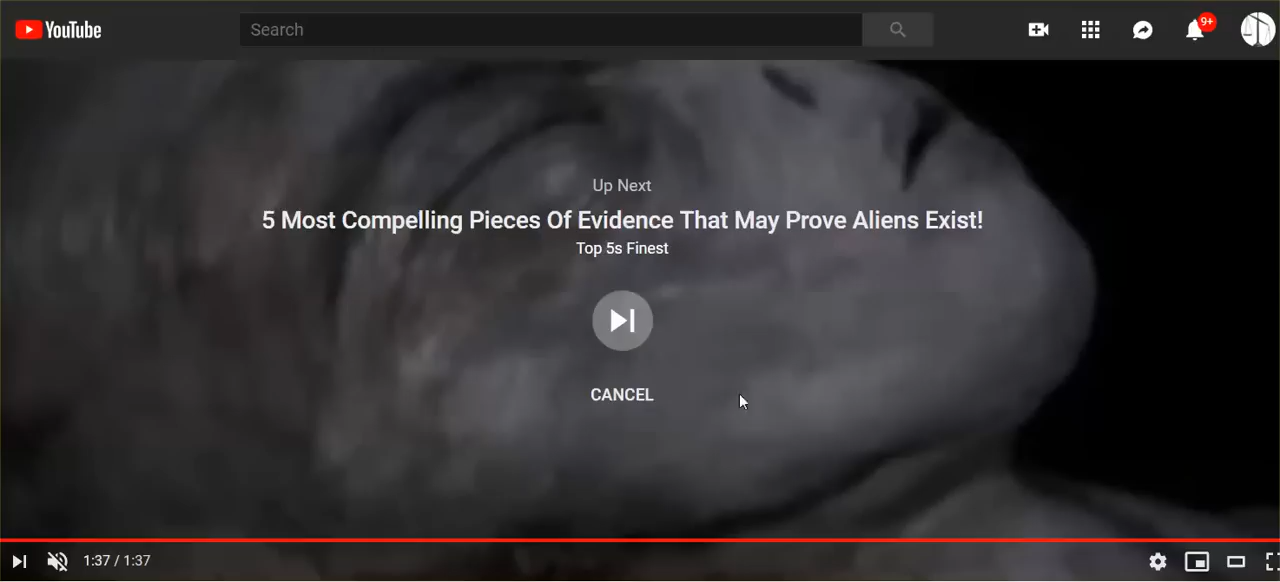 YouTube
Search
9+
Up Next
5 Most Compelling Pieces Of Evidence That May Prove Aliens Exist!
Top 5s Finest
CANCEL
1:37 / 1:37